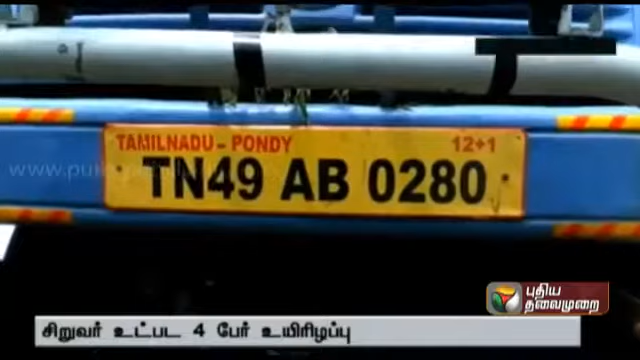 TAMILNADU - PONDY 12+1
TN49 AB 0280
புதிய
தலைமுறை
சிறுவர் உட்பட 4 பேர் உயிரிழப்பு